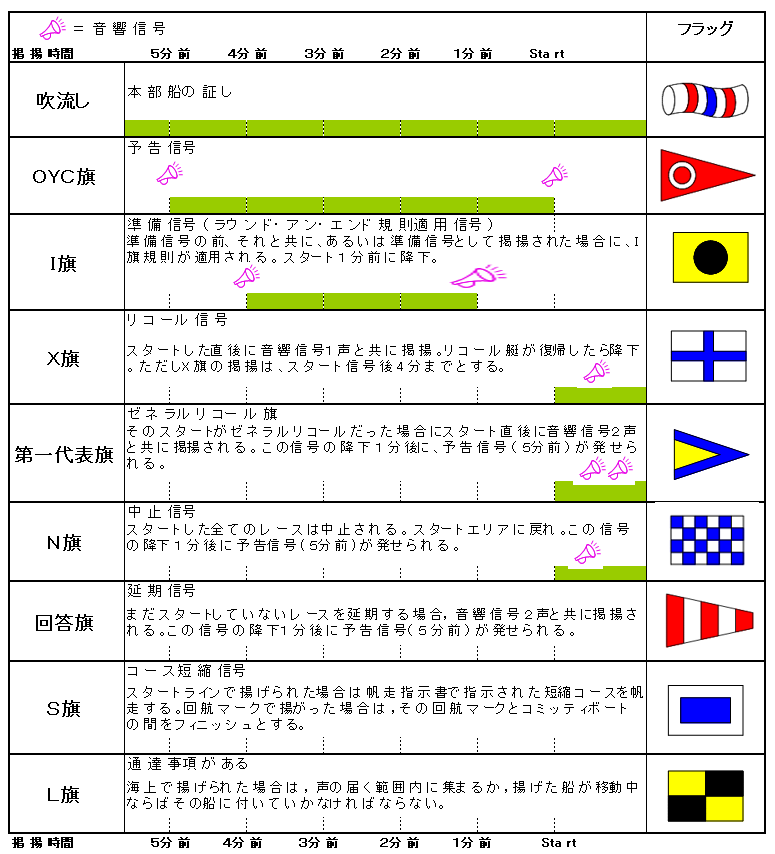 = 音響信号 フラッグ
掲揚時間 5分前 4分前 3分前 2分前 1分前 Start
吹流し
本部船の証し
OYC旗
予告信号
I旗
準備信号(ラウンド・アン・エンド規則適用信号)
準備信号の前、それと共に、あるいは準備信号として掲揚された場合に、I
旗規則が適用される。スタート1分前に降下。
X旗
リコール信号
スタートした直後に音響信号1声と共に掲揚。リコール艇が復帰したら降下
。ただしX旗の掲揚は、スタート信号後4分までとする。
第一代表旗
ゼネラルリコール旗
そのスタートがゼネラルリコールだった場合にスタート直後に音響信号2声
と共に掲揚される。この信号の降下1分後に、予告信号(5分前)が発せら
れる。
N旗
中止信号
スタートした全てのレースは中止される。スタートエリアに戻れ。この信号
の降下1分後に予告信号(5分前)が発せられる。
回答旗
延期信号
まだスタートしていないレースを延期する場合,音響信号2声と共に掲揚さ
れる。この信号の降下1分後に予告信号(5分前)が発せられる。
S旗
コース短縮信号
スタートラインで揚げられた場合は帆走指示書で指示された短縮コースを帆
走する。回航マークで揚がった場合は,その回航マークとコミッティボート
の間をフィニッシュとする。
L旗
通達事項がある
海上で揚げられた場合は,声の届く範囲内に集まるか,揚げた船が移動中
ならばその船に付いていかなければならない。
掲揚時間 5分前 4分前 3分前 2分前 1分前 Start